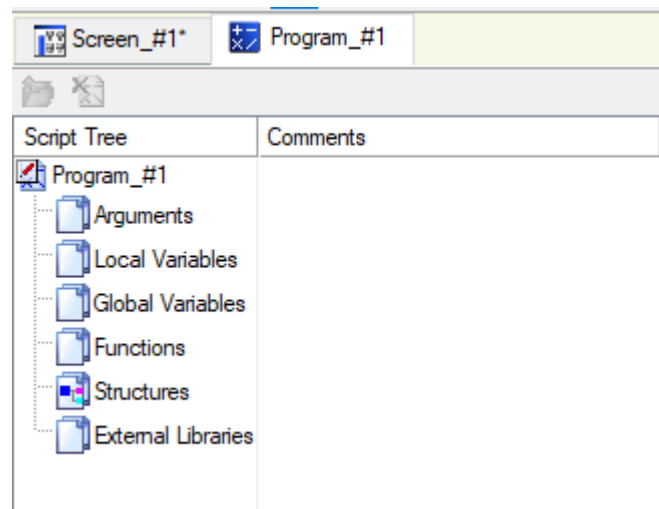 Screen_#1* Program_#1
Script Tree Comments
Program_#1
Arguments
Local Variables
Global Variables
Functions
Structures
External Libraries